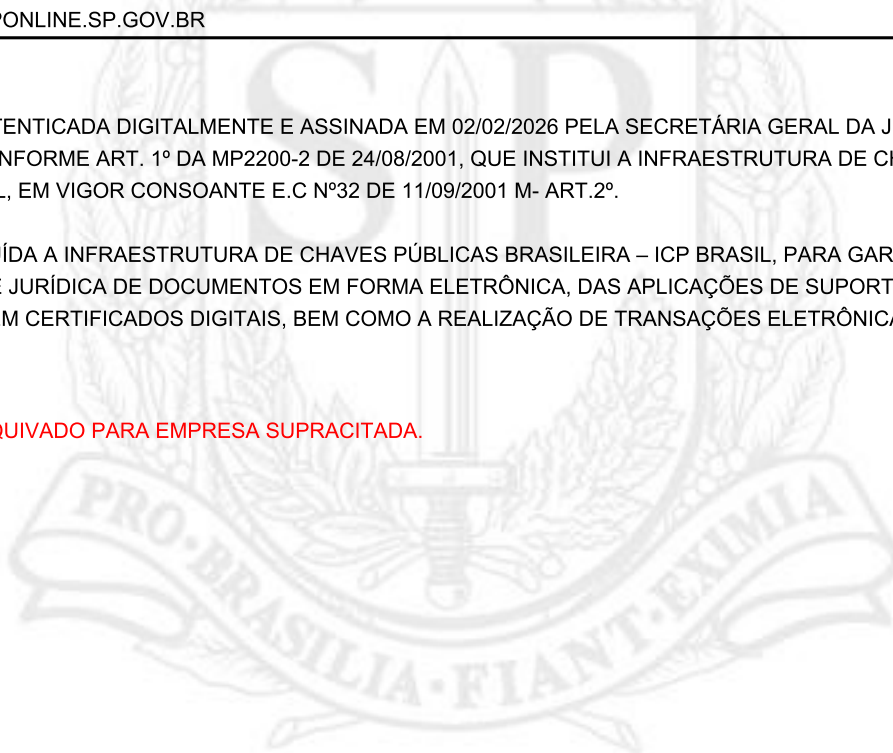 PONLINE.SP.GOV.BR
TENTICADA DIGITALMENTE E ASSINADA EM 02/02/2026 PELA SECRETÁRIA GERAL DA J
NFORME ART. 1º DA MP2200-2 DE 24/08/2001, QUE INSTITUI A INFRAESTRUTURA DE CH
L, EM VIGOR CONSOANTE E.C Nº32 DE 11/09/2001 M- ART.2º.
UÍDA A INFRAESTRUTURA DE CHAVES PÚBLICAS BRASILEIRA – ICP BRASIL, PARA GAR
E JURÍDICA DE DOCUMENTOS EM FORMA ELETRÔNICA, DAS APLICAÇÕES DE SUPORT
EM CERTIFICADOS DIGITAIS, BEM COMO A REALIZAÇÃO DE TRANSAÇÕES ELETRÔNICA
QUIVADO PARA EMPRESA SUPRACITADA.
SP
PRO·BRASILIA·FIANT·EXIMIA